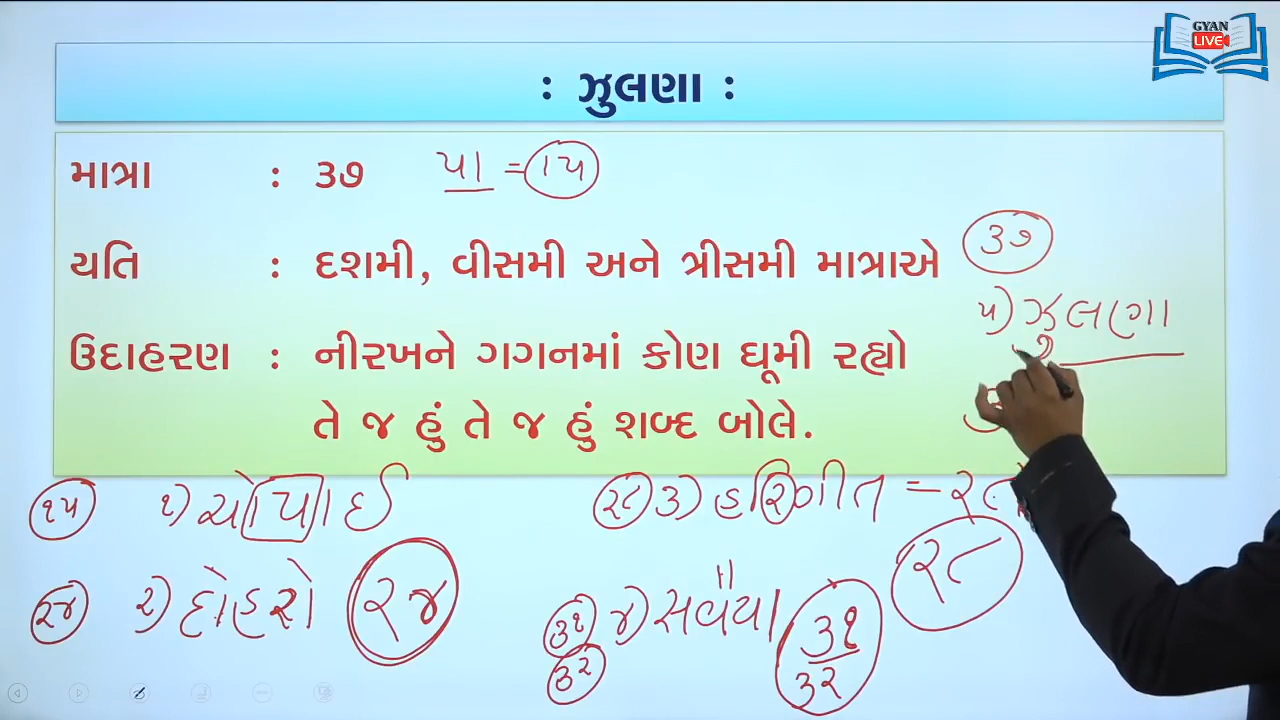 GYAN
LIVE
: ઝુલણા :
માત્રા : ૩૭ પા = ૧૫
યતિ : દશમી, વીસમી અને ત્રીસમી માત્રાએ ૩૭
૫) ઝુલણા
ઉદાહરણ : નીરખને ગગનમાં કોણ ઘૂમી રહ્યો
તે જ હું તે જ હું શબ્દ બોલે.
૧૫ ૧) ચોપાઈ
૨૪ ૨) દોહરો ૨૪
૨૮ ૩) હરિગીત = ૨૮
૨૮
૩૧ ૪) સવૈયા ૩૧
૩૨ ૩૨